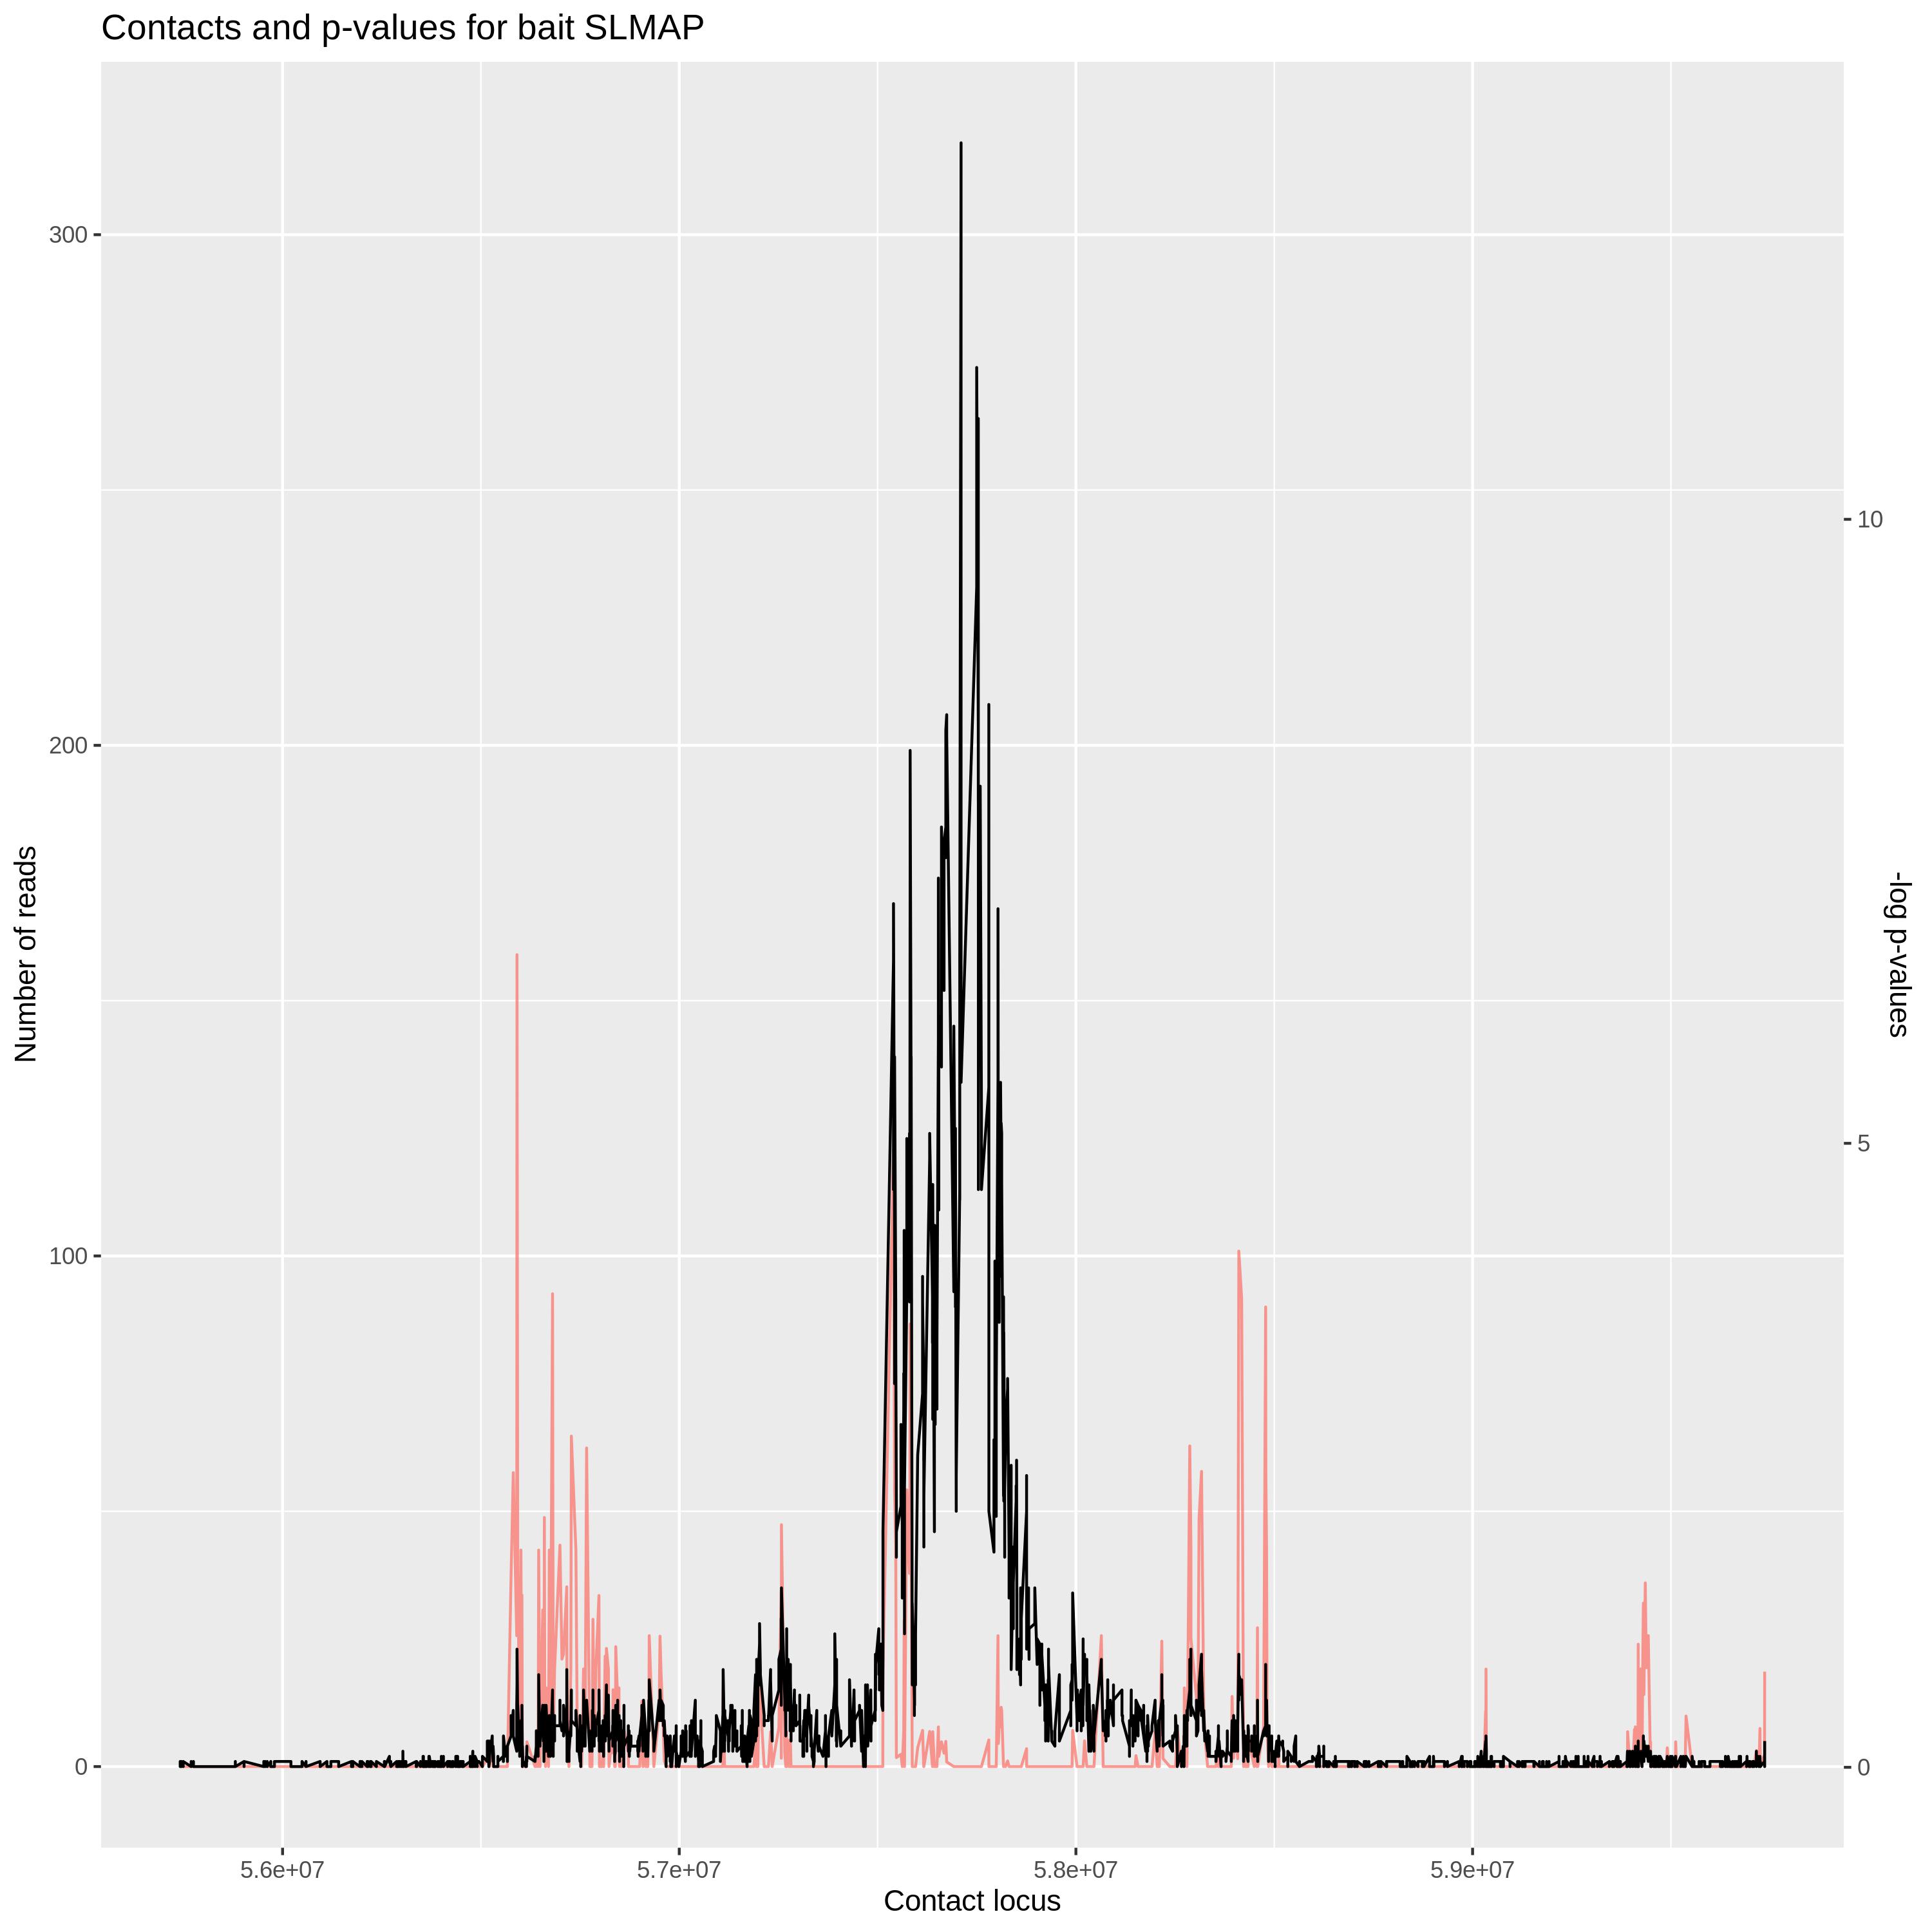 Contacts and p-values for bait SLMAP
Number of reads
300
200
100
0
10
5
0
-log p-values
5.6e+07
5.7e+07
5.8e+07
5.9e+07
Contact locus